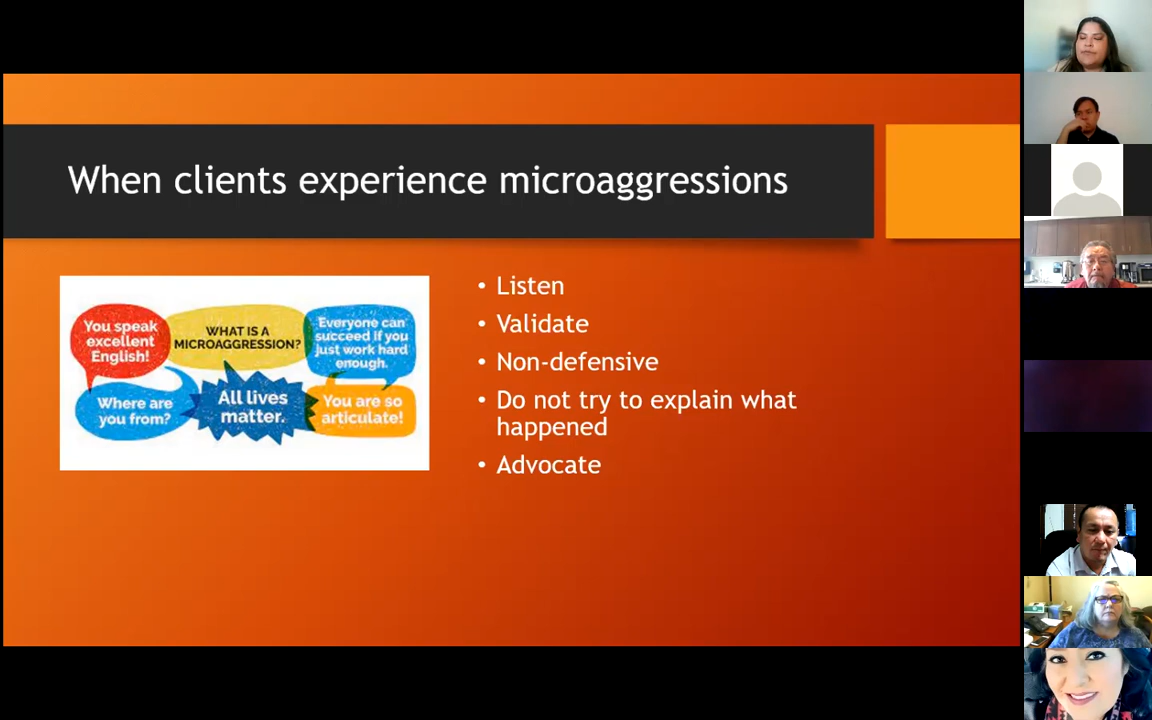 When clients experience microaggressions
You speak
excellent
English!
WHAT IS A
MICROAGGRESSION?
Everyone can
succeed if you
just work hard
enough.
Where are
you from?
All lives
matter.
You are so
articulate!
• Listen
• Validate
• Non-defensive
• Do not try to explain what
happened
• Advocate